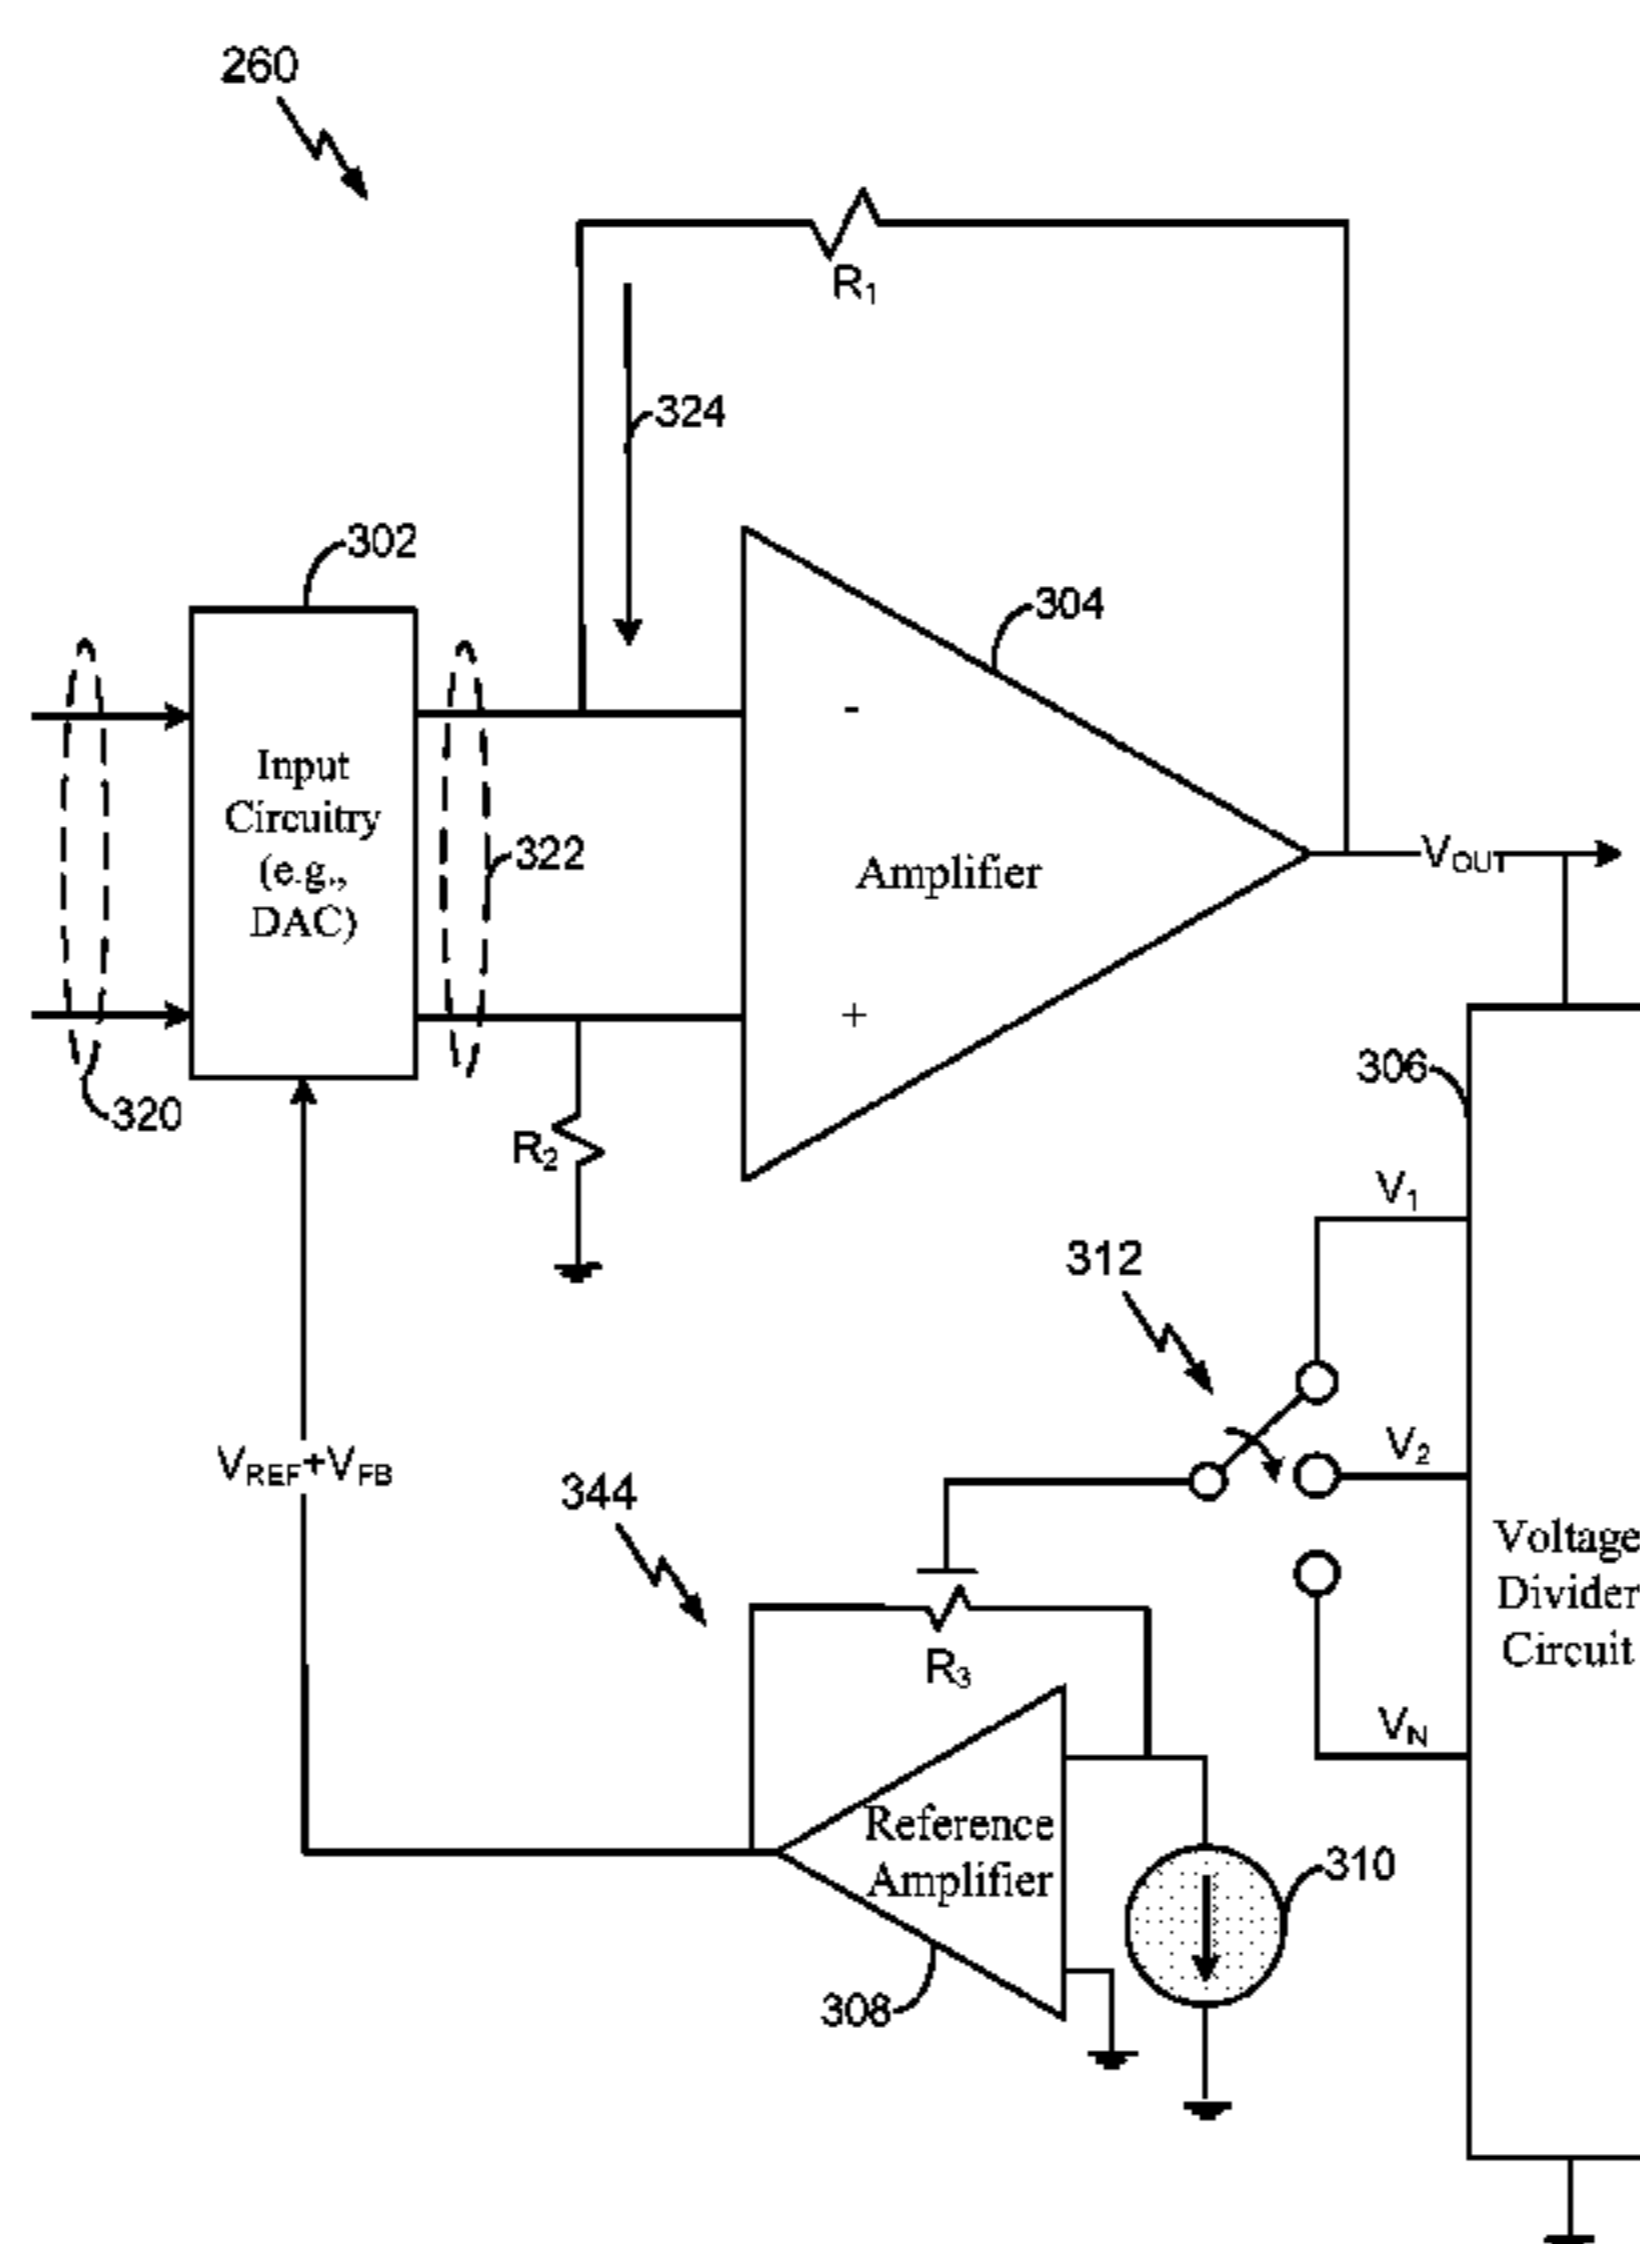 260
R1
324
302
304
-
Input
Circuitry
(e.g.,
DAC)
322
Amplifier
VOUT
+
306
320
R2
V1
312
V2
VREF+VFB
344
Voltage
Divider
Circuit
R3
VN
Reference
Amplifier
310
308